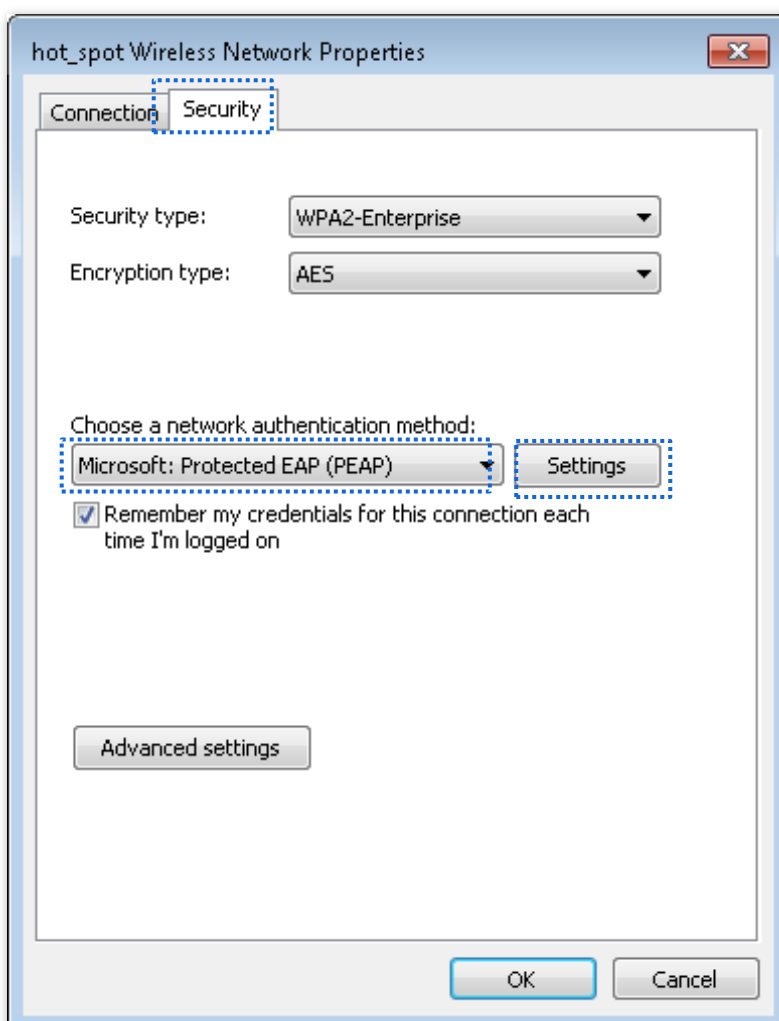 hot_spot Wireless Network Properties
Connection Security
Security type: WPA2-Enterprise
Encryption type: AES
Choose a network authentication method:
Microsoft: Protected EAP (PEAP) Settings
Remember my credentials for this connection each
time I'm logged on
Advanced settings
OK Cancel